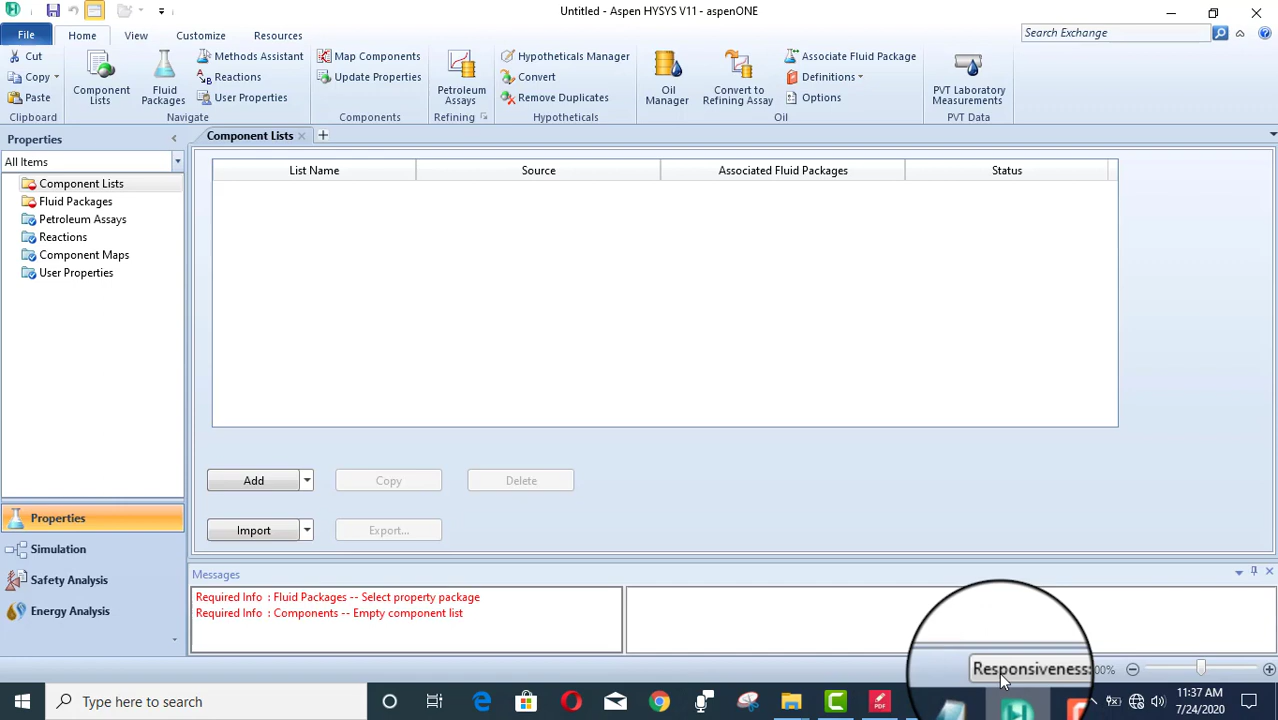 Untitled - Aspen HYSYS V11 - aspenONE
File
Home
View
Customize
Resources
Search Exchange
Cut
Copy
Paste
Clipboard
Component Lists
Fluid Packages
Methods Assistant
Reactions
User Properties
Navigate
Map Components
Update Properties
Components
Petroleum Assays
Refining
Hypotheticals Manager
Convert
Remove Duplicates
Hypotheticals
Oil Manager
Convert to Refining Assay
Associate Fluid Package
Definitions
Options
Oil
PVT Laboratory Measurements
PVT Data
Properties
All Items
Component Lists
Fluid Packages
Petroleum Assays
Reactions
Component Maps
User Properties
Properties
Simulation
Safety Analysis
Energy Analysis
Component Lists
List Name
Source
Associated Fluid Packages
Status
Add
Copy
Delete
Import
Export...
Messages
Required Info : Fluid Packages -- Select property package
Required Info : Components -- Empty component list
Responsiveness:
00%
Type here to search
PDF
11:37 AM
7/24/2020